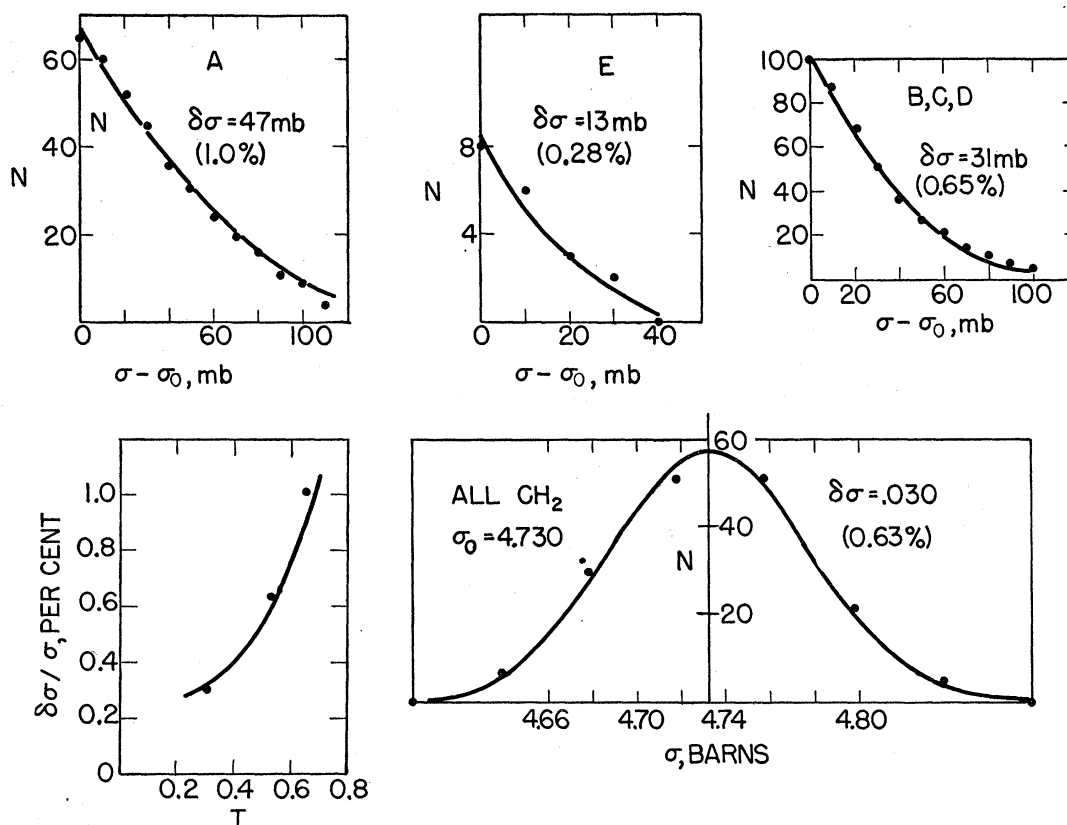 A
60
40
20
N
N
δσ = 47mb
(1.0%)
0
60
100
σ – σ₀, mb
E
8
4
N
δσ = 13mb
(0.28%)
0
20
40
σ – σ₀, mb
B,C,D
100
80
60
40
20
N
δσ = 31mb
(0.65%)
0
20
60
100
σ – σ₀, mb
1.0
0.8
0.6
0.4
0.2
0
δσ / σ, PER CENT
0.2
0.4
0.6
0.8
T
ALL CH₂
σ₀ = 4.730
60
40
20
N
δσ = .030
(0.63%)
4.66
4.70
4.74
4.80
σ, BARNS